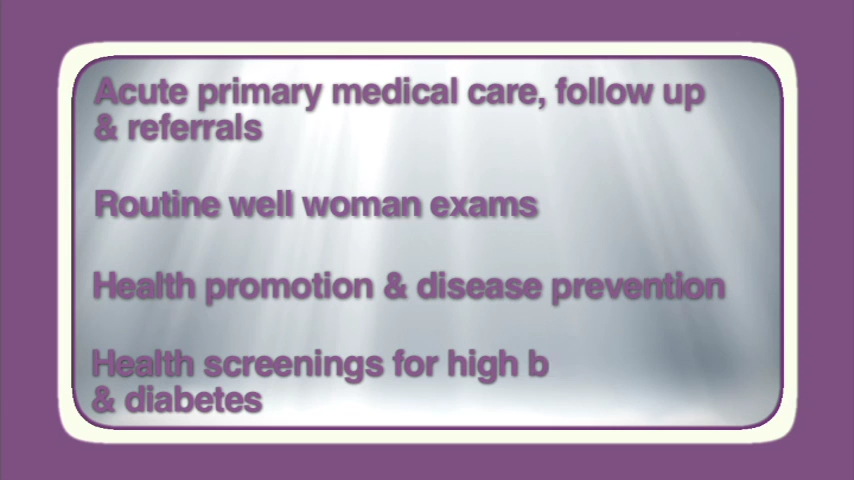 Acute primary medical care, follow up
& referrals
Routine well woman exams
Health promotion & disease prevention
Health screenings for high b
& diabetes